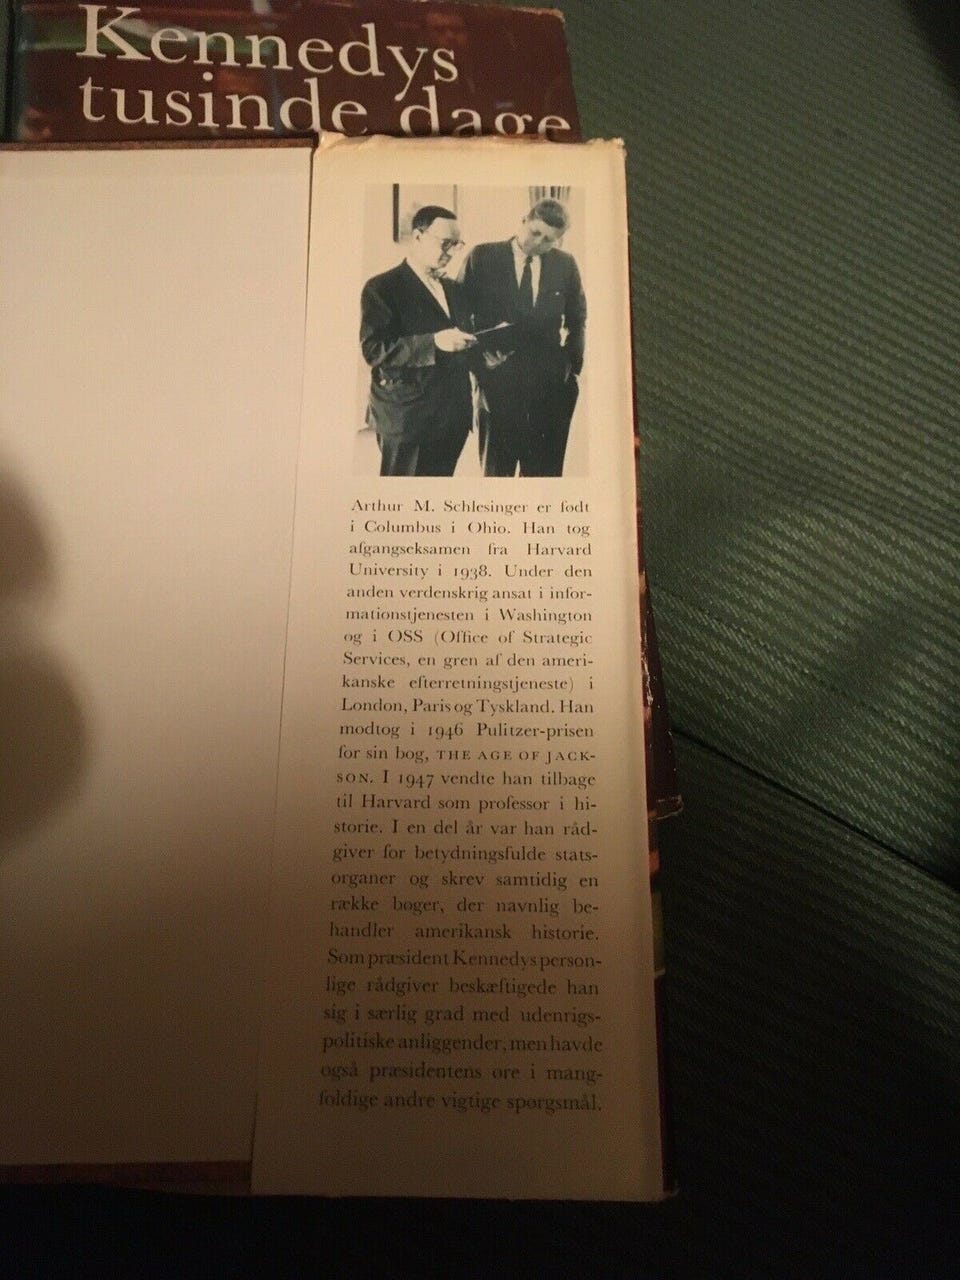 Kennedys
tusinde dage
Arthur M. Schlesinger er født
i Columbus i Ohio. Han tog
afgangseksamen fra Harvard
University i 1938. Under den
anden verdenskrig ansat i infor-
mationstjenesten i Washington
og i OSS (Office of Strategic
Services, en gren af den ameri-
kanske efterretningstjeneste) i
London, Paris og Tyskland. Han
modtog i 1946 Pulitzer-prisen
for sin bog, THE AGE OF JACK-
SON. I 1947 vendte han tilbage
til Harvard som professor i hi-
storie. I en del år var han råd-
giver for betydningsfulde stats-
organer og skrev samtidig en
række bøger, der navnlig be-
handler amerikansk historie.
Som præsident Kennedys person-
lige rådgiver beskæftigede han
sig i særlig grad med udenrigs-
politiske anliggender, men havde
også præsidentens øre i mang-
foldige andre vigtige spørgsmål.